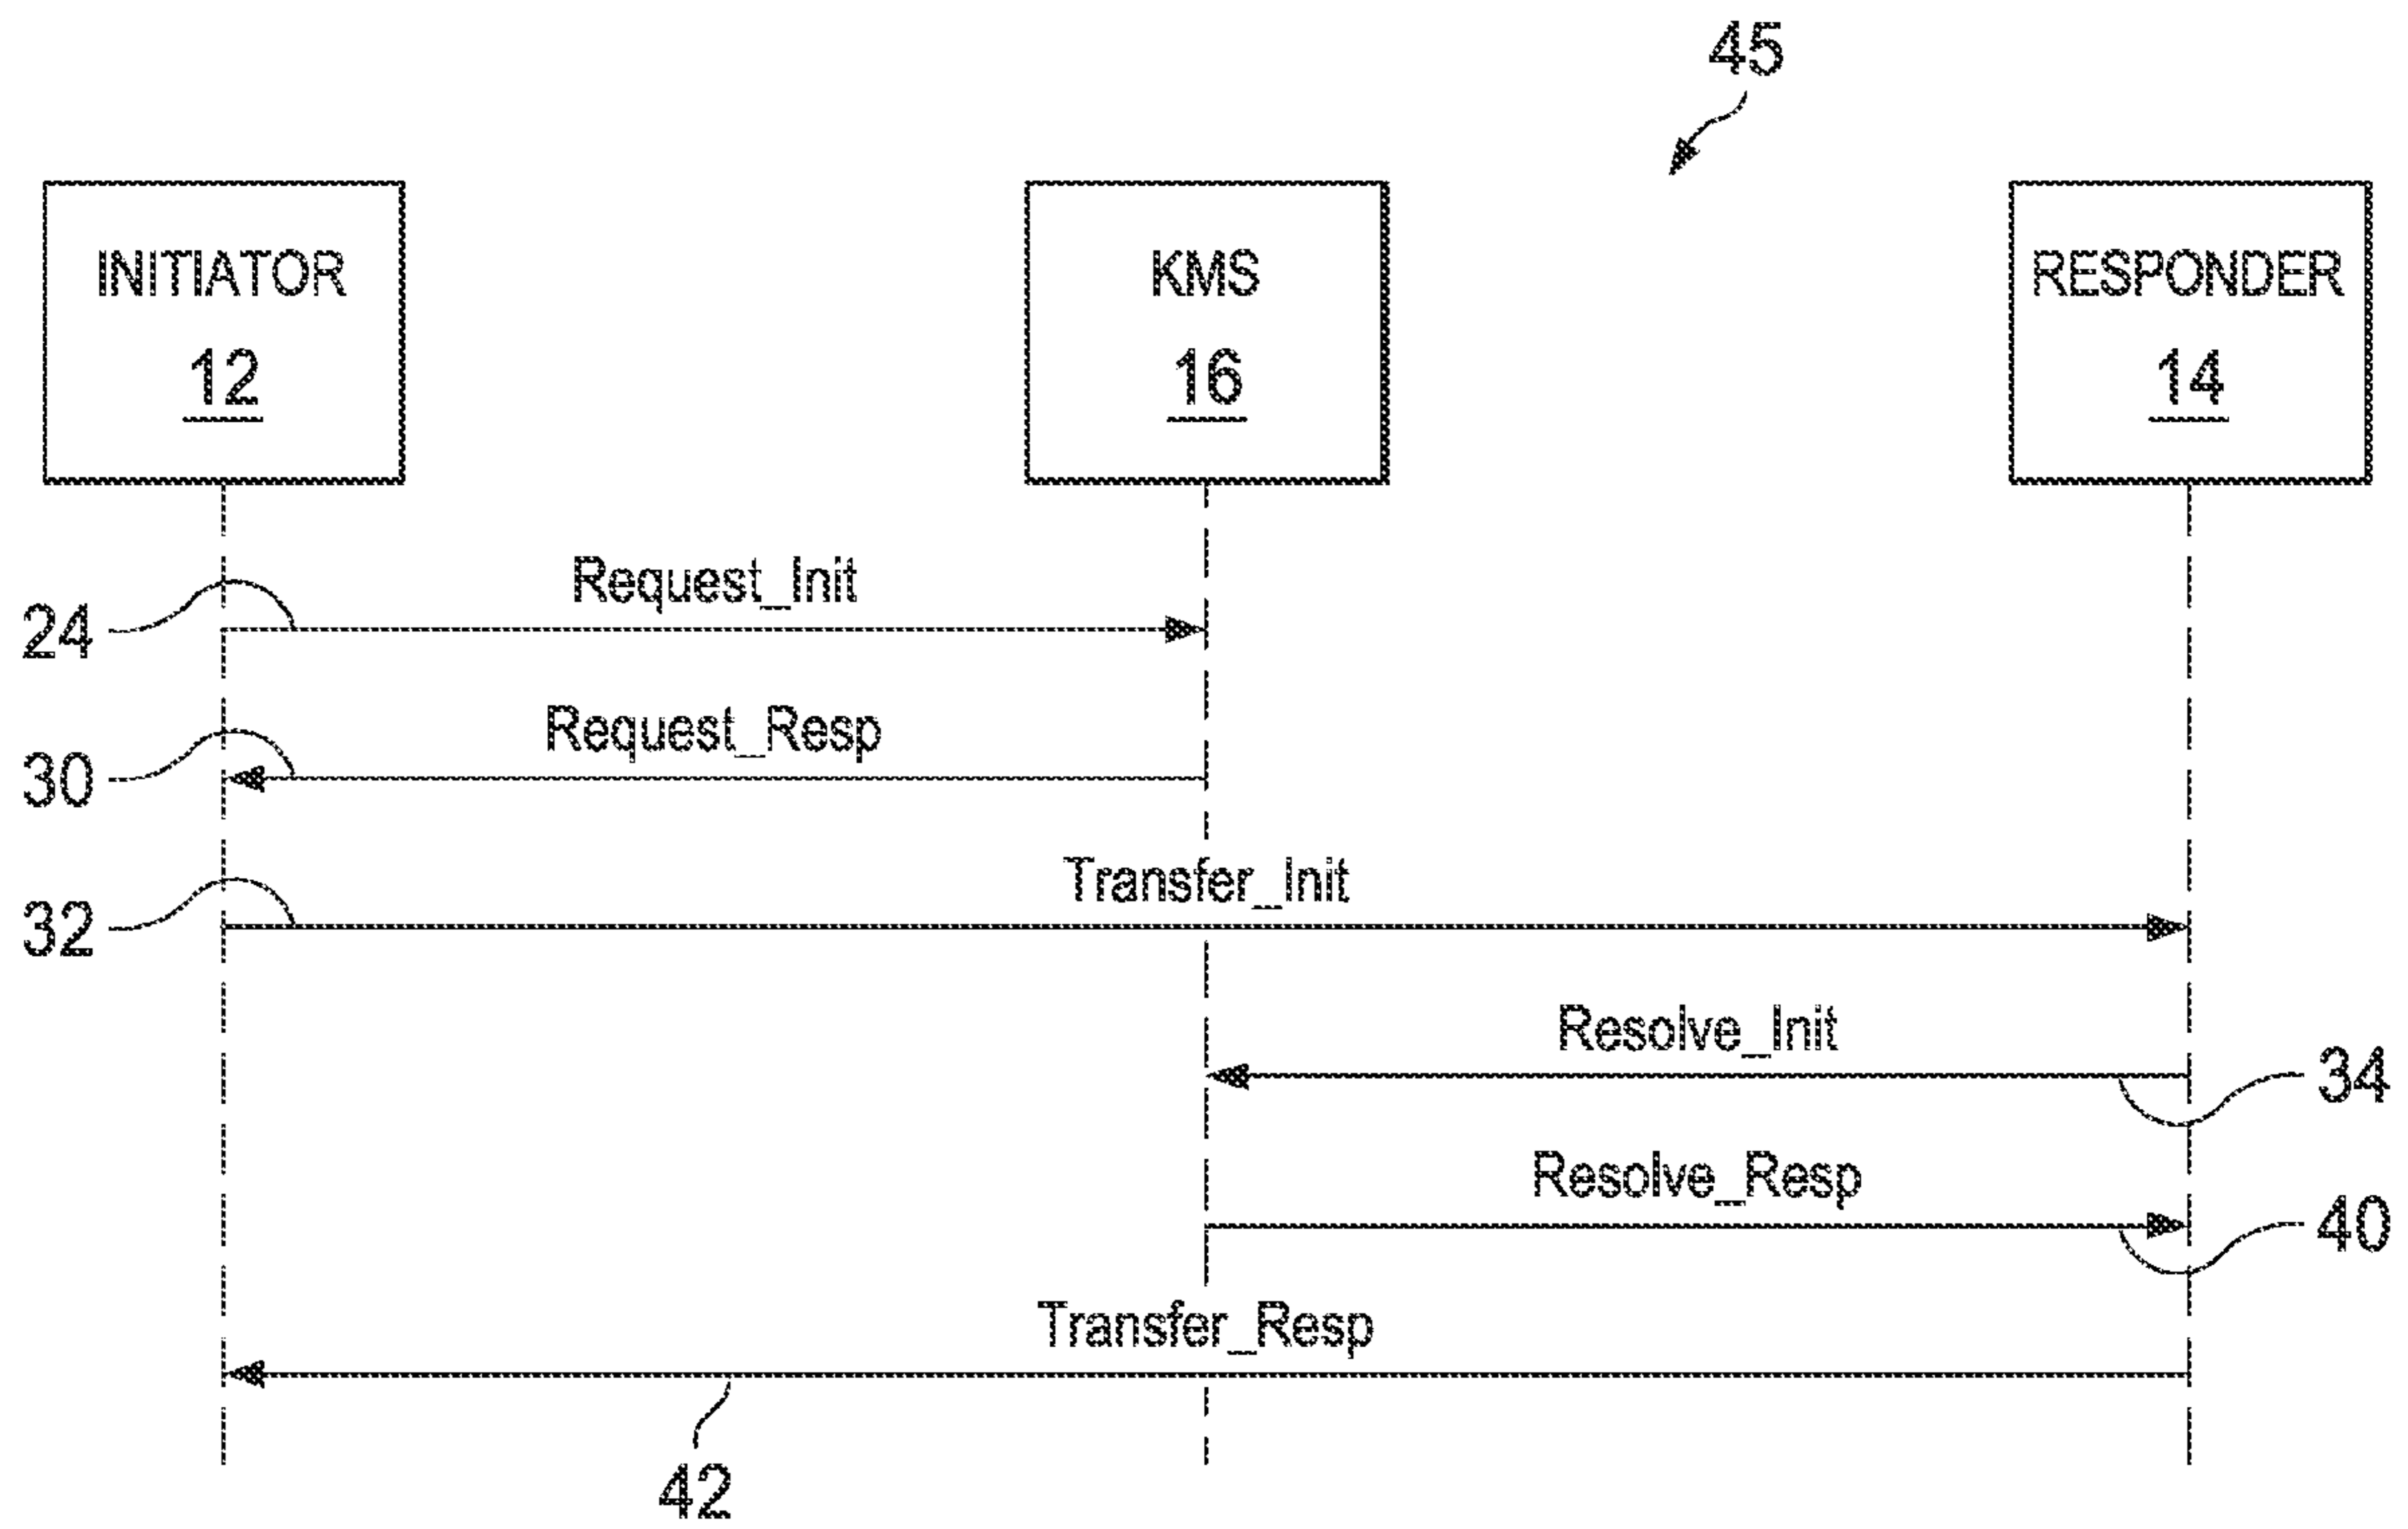 45
INITIATOR
12
KMS
16
RESPONDER
14
Request_Init
24
Request_Resp
30
Transfer_Init
32
Resolve_Init
34
Resolve_Resp
40
Transfer_Resp
42